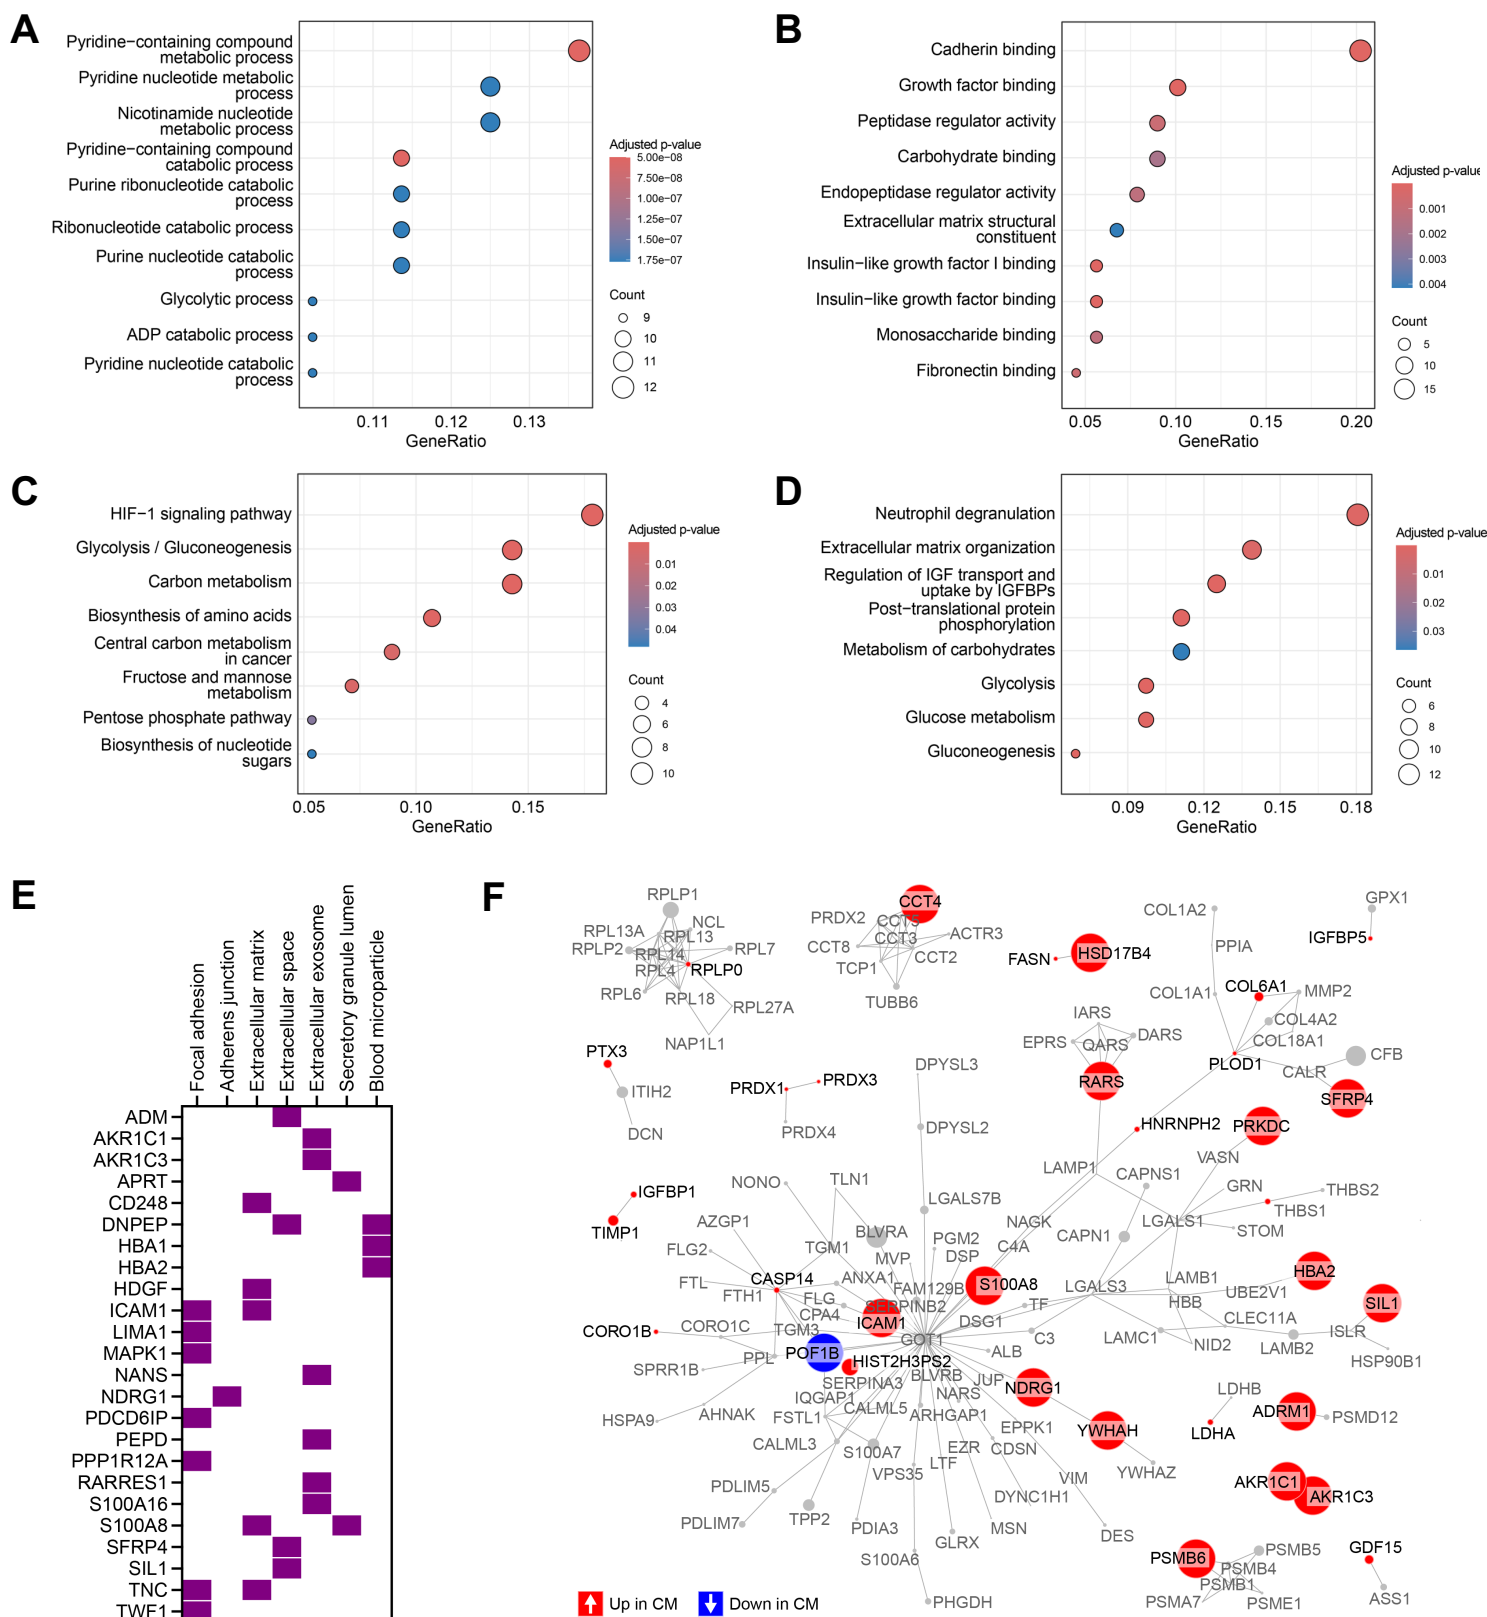 A
Pyridine−containing compound
metabolic process
Pyridine nucleotide metabolic
process
Nicotinamide nucleotide
metabolic process
Pyridine−containing compound
catabolic process
Purine ribonucleotide catabolic
process
Ribonucleotide catabolic process
Purine nucleotide catabolic
process
Glycolytic process
ADP catabolic process
Pyridine nucleotide catabolic
process
0.11 0.12 0.13
GeneRatio
Adjusted p-value
5.00e−08
7.50e−08
1.00e−07
1.25e−07
1.50e−07
1.75e−07
Count
9
10
11
12
B
Cadherin binding
Growth factor binding
Peptidase regulator activity
Carbohydrate binding
Endopeptidase regulator activity
Extracellular matrix structural
constituent
Insulin−like growth factor I binding
Insulin−like growth factor binding
Monosaccharide binding
Fibronectin binding
0.05 0.10 0.15 0.20
GeneRatio
Adjusted p-value
0.001
0.002
0.003
0.004
Count
5
10
15
C
HIF−1 signaling pathway
Glycolysis / Gluconeogenesis
Carbon metabolism
Biosynthesis of amino acids
Central carbon metabolism
in cancer
Fructose and mannose
metabolism
Pentose phosphate pathway
Biosynthesis of nucleotide
sugars
0.05 0.10 0.15
GeneRatio
Adjusted p-value
0.01
0.02
0.03
0.04
Count
4
6
8
10
D
Neutrophil degranulation
Extracellular matrix organization
Regulation of IGF transport and
uptake by IGFBPs
Post−translational protein
phosphorylation
Metabolism of carbohydrates
Glycolysis
Glucose metabolism
Gluconeogenesis
0.09 0.12 0.15 0.18
GeneRatio
Adjusted p-value
0.01
0.02
0.03
Count
6
8
10
12
E
Focal adhesion
Adherens junction
Extracellular matrix
Extracellular space
Extracellular exosome
Secretory granule lumen
Blood microparticle
ADM
AKR1C1
AKR1C3
APRT
CD248
DNPEP
HBA1
HBA2
HDGF
ICAM1
LIMA1
MAPK1
NANS
NDRG1
PDCD6IP
PEPD
PPP1R12A
RARRES1
S100A16
S100A8
SFRP4
SIL1
TNC
TWF1
F
RPLP1
RPL13A
NCL
RPL13
RPLP2
RPL14
RPL7
RPL4
RPLP0
RPL6
RPL18
RPL27A
NAP1L1
CCT4
PRDX2
CCT5
CCT3
ACTR3
CCT8
CCT2
TCP1
TUBB6
FASN
HSD17B4
COL1A2
GPX1
IGFBP5
PPIA
COL6A1
COL1A1
MMP2
COL4A2
COL18A1
PLOD1
CALR
CFB
SFRP4
IARS
EPRS
QARS
DARS
RARS
PTX3
ITIH2
DCN
PRDX1
PRDX3
PRDX4
DPYSL3
DPYSL2
HNRNPH2
PRKDC
VASN
LAMP1
CAPNS1
GRN
THBS2
THBS1
LGALS1
STOM
CAPN1
IGFBP1
TIMP1
NONO
TLN1
LGALS7B
NAGK
AZGP1
BLVRA
FLG2
TGM1
MVP
PGM2
DSP
C4A
FTL
CASP14
ANXA1
FAM129B
S100A8
LGALS3
LAMB1
HBA2
FTH1
FLG
SERPINB2
TF
HBB
UBE2V1
SIL1
CPA4
ICAM1
DSG1
CORO1B
CORO1C
TGM3
GOT1
C3
LAMC1
CLEC11A
ISLR
NID2
LAMB2
HSP90B1
PPL
POF1B
HIST2H3PS2
ALB
SPRR1B
SERPINA3
BLVRB
JUP
NDRG1
IQGAP1
NARS
LDHB
HSPA9
AHNAK
FSTL1
CALML5
ARHGAP1
EPPK1
YWHAH
LDHA
ADRM1
PSMD12
CALML3
S100A7
EZR
CDSN
LTF
VPS35
VIM
YWHAZ
PDLIM5
DYNC1H1
AKR1C1
AKR1C3
PDLIM7
TPP2
PDIA3
MSN
DES
GLRX
S100A6
PSMB6
PSMB5
PSMB4
PSMB1
PSMA7
PSME1
GDF15
ASS1
PHGDH
Up in CM
Down in CM